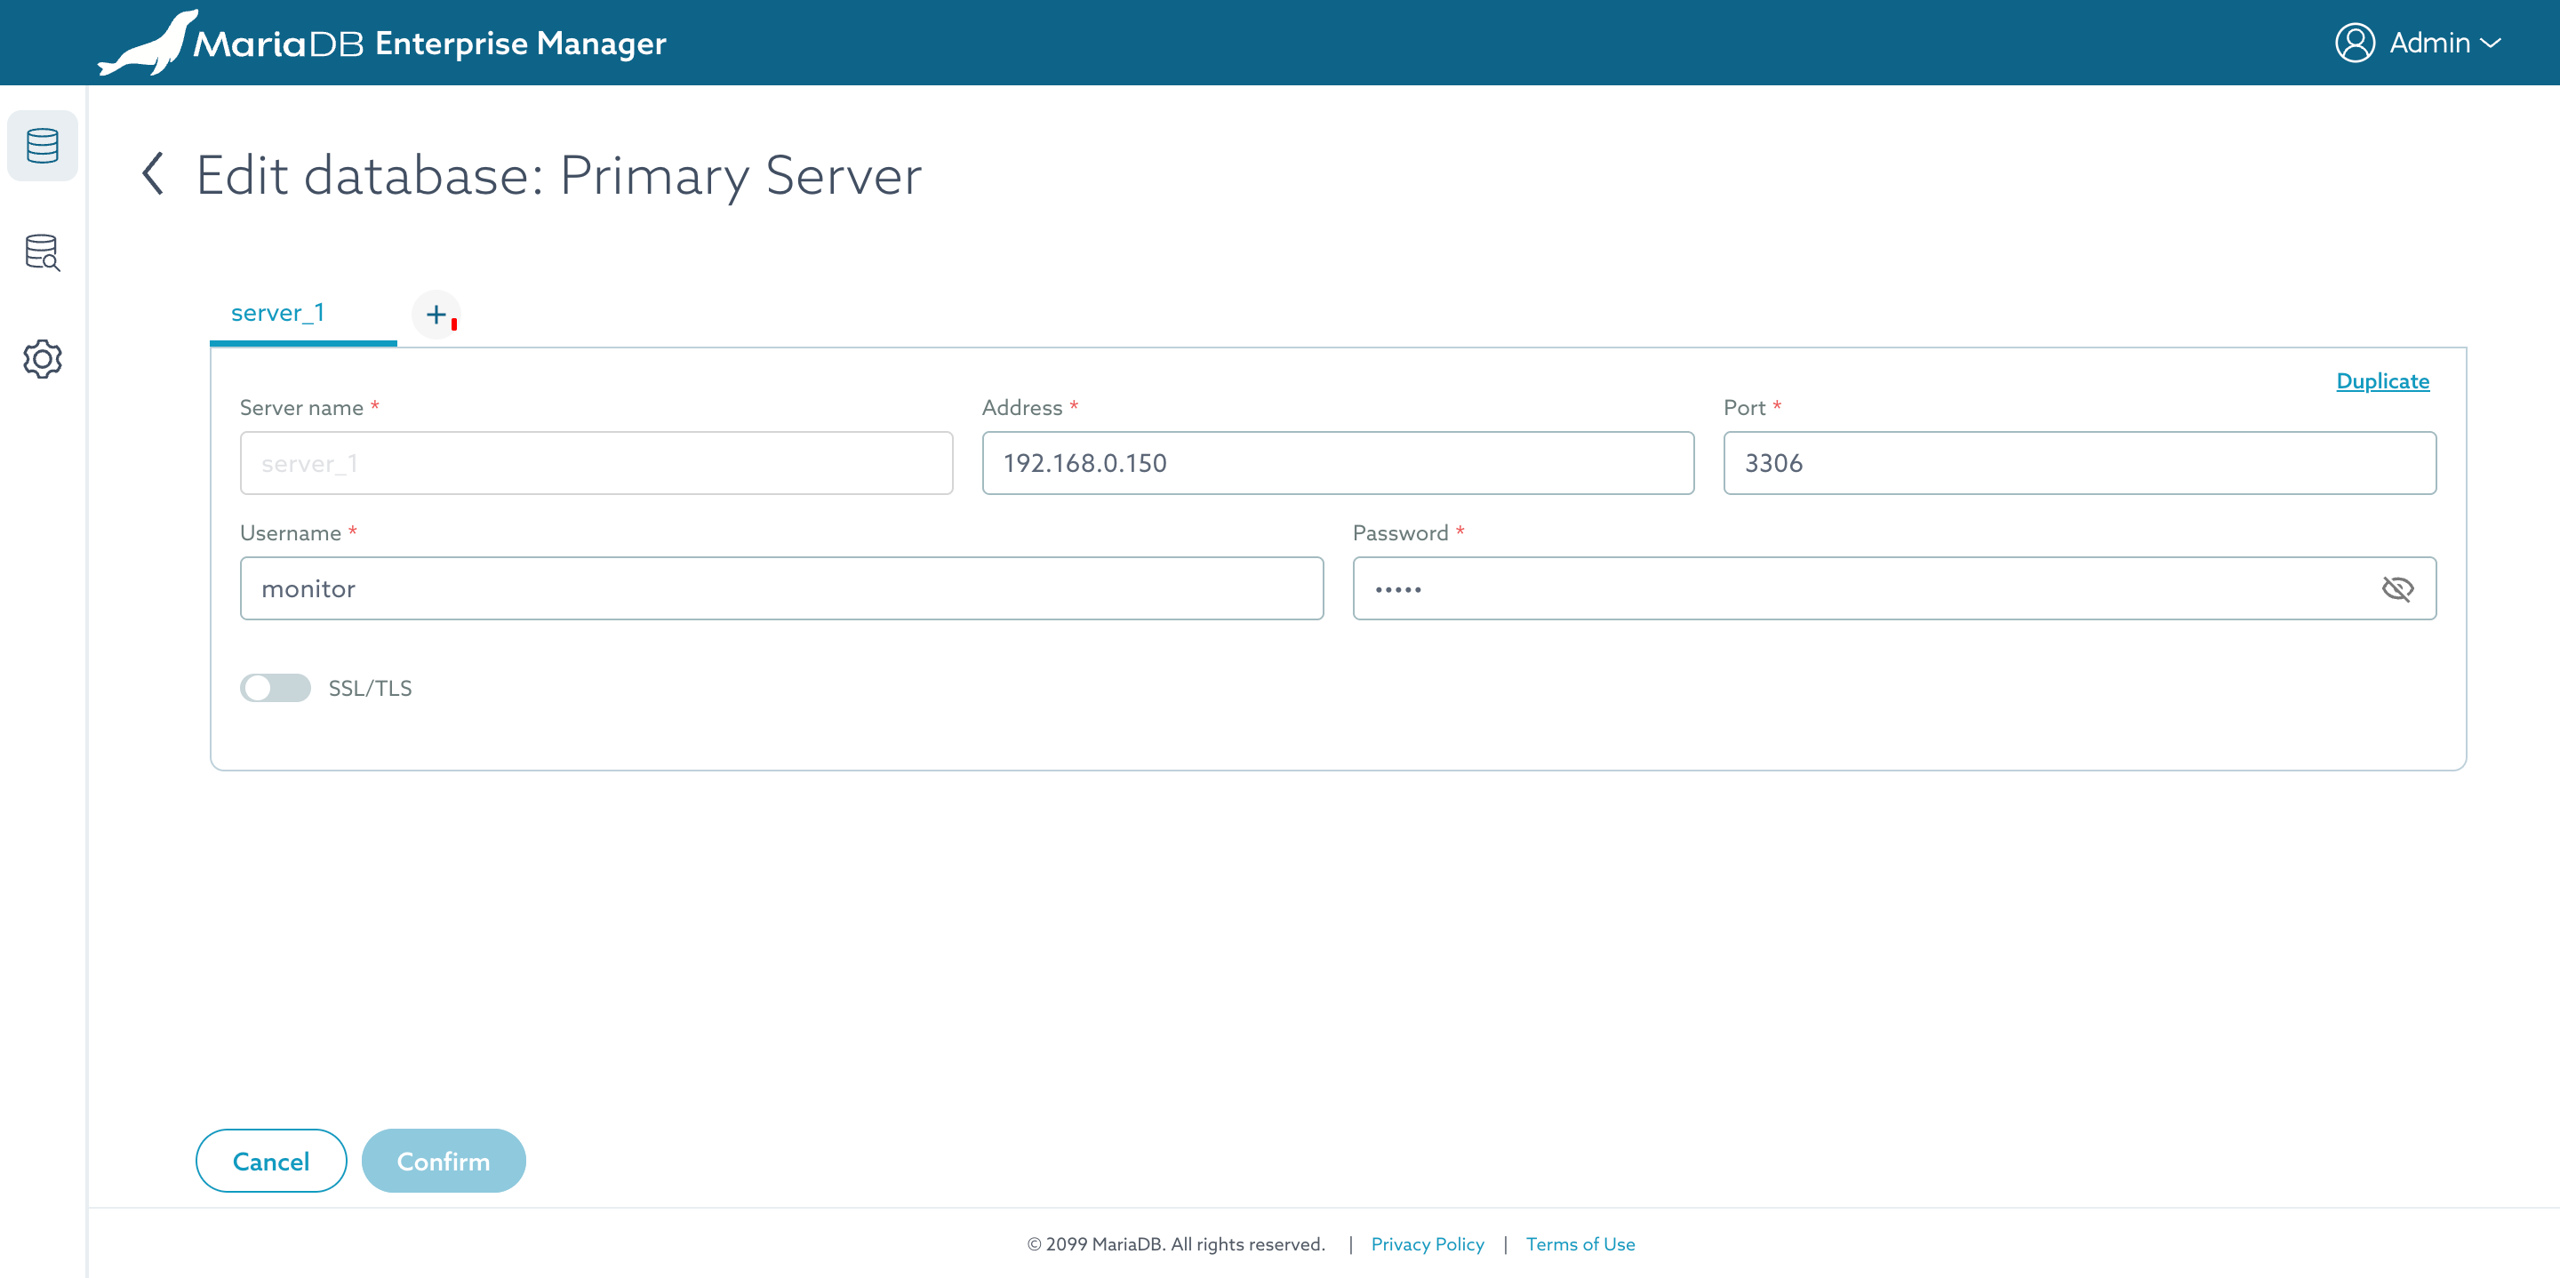 MariaDB Enterprise Manager
Admin
Edit database: Primary Server
server_1
+
Duplicate
Server name *
Address *
Port *
server_1
192.168.0.150
3306
Username *
Password *
monitor
•••••
SSL/TLS
Cancel
Confirm
© 2099 MariaDB. All rights reserved. | Privacy Policy | Terms of Use